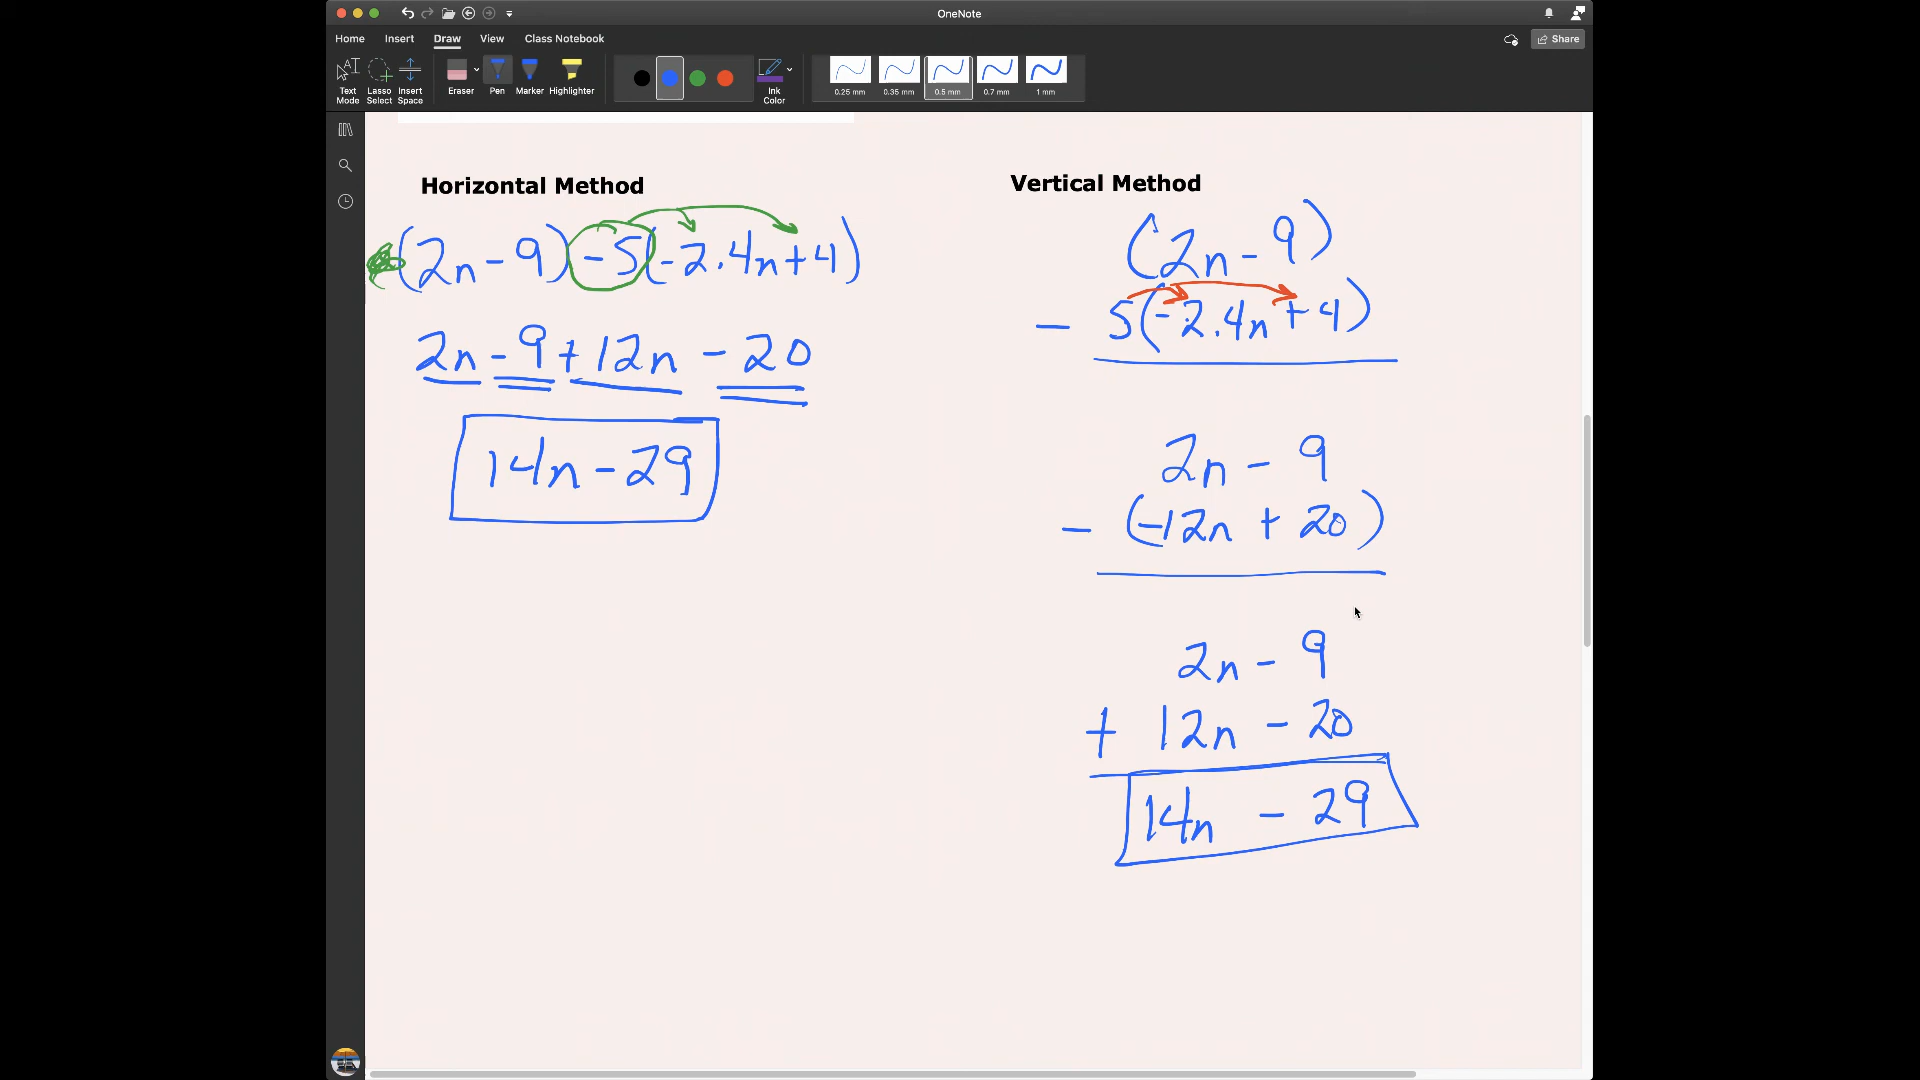 OneNote
Home Insert Draw View Class Notebook
Share
Text Mode
Lasso Select
Insert Space
Eraser
Pen
Marker
Highlighter
Ink Color
0.25 mm
0.35 mm
0.5 mm
0.7 mm
1 mm
Horizontal Method
(2n - 9) - 5(-2.4n + 4)
2n - 9 + 12n - 20
14n - 29
Vertical Method
(2n - 9)
- 5(-2.4n + 4)
2n - 9
- (-12n + 20)
2n - 9
+ 12n - 20
14n - 29